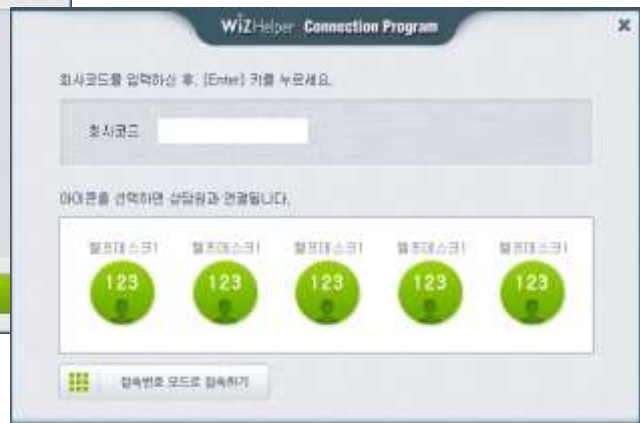 WiZHelper Connection Program
회사코드를 입력하신 후, [Enter] 키를 누르세요.
회사코드
아이콘을 선택하면 상담원과 연결됩니다.
헬프데스크1 헬프데스크1 헬프데스크1 헬프데스크1 헬프데스크1
123 123 123 123 123
접속번호 모드로 접속하기